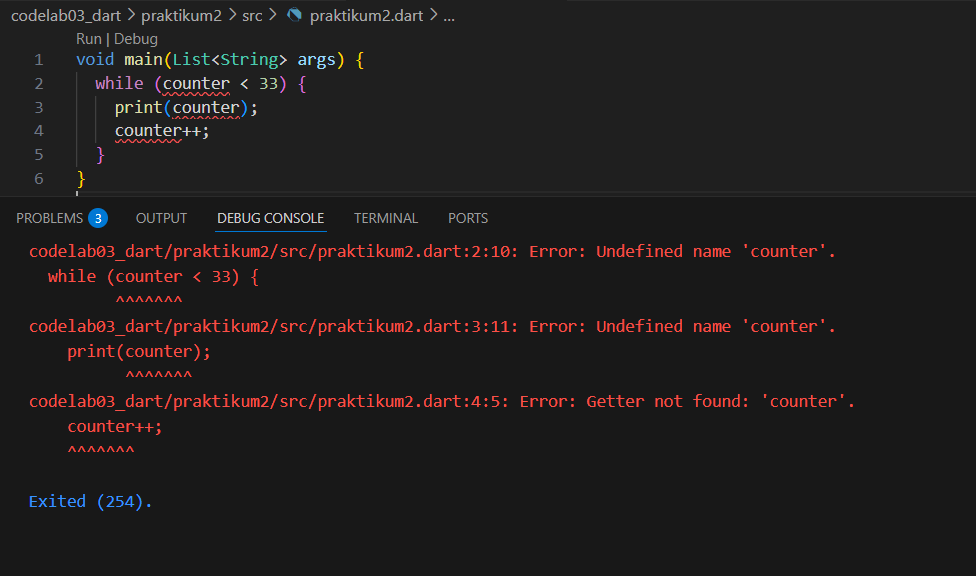 codelab03_dart > praktikum2 > src > praktikum2.dart > ...
Run | Debug
1 void main(List<String> args) {
2 while (counter < 33) {
3 print(counter);
4 counter++;
5 }
6 }
PROBLEMS 3 OUTPUT DEBUG CONSOLE TERMINAL PORTS
codelab03_dart/praktikum2/src/praktikum2.dart:2:10: Error: Undefined name 'counter'.
while (counter < 33) {
^^^^^^^
codelab03_dart/praktikum2/src/praktikum2.dart:3:11: Error: Undefined name 'counter'.
print(counter);
^^^^^^^
codelab03_dart/praktikum2/src/praktikum2.dart:4:5: Error: Getter not found: 'counter'.
counter++;
^^^^^^^
Exited (254).